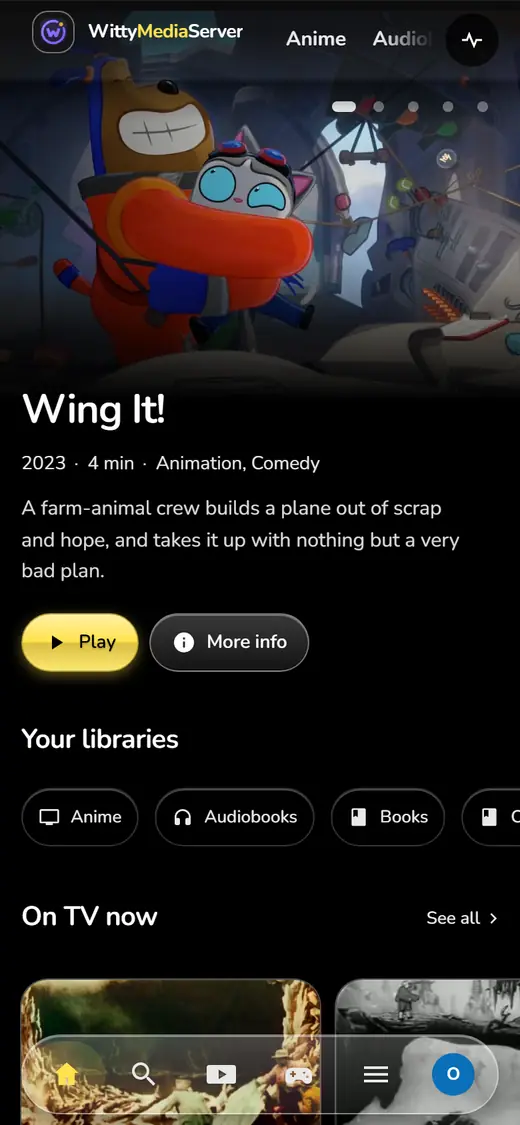 WittyMediaServer
Anime
Wing It!
2023 · 4 min · Animation, Comedy
A farm-animal crew builds a plane out of scrap
and hope, and takes it up with nothing but a very
bad plan.
Play
More info
Your libraries
Anime
Audiobooks
Books
On TV now
See all
O